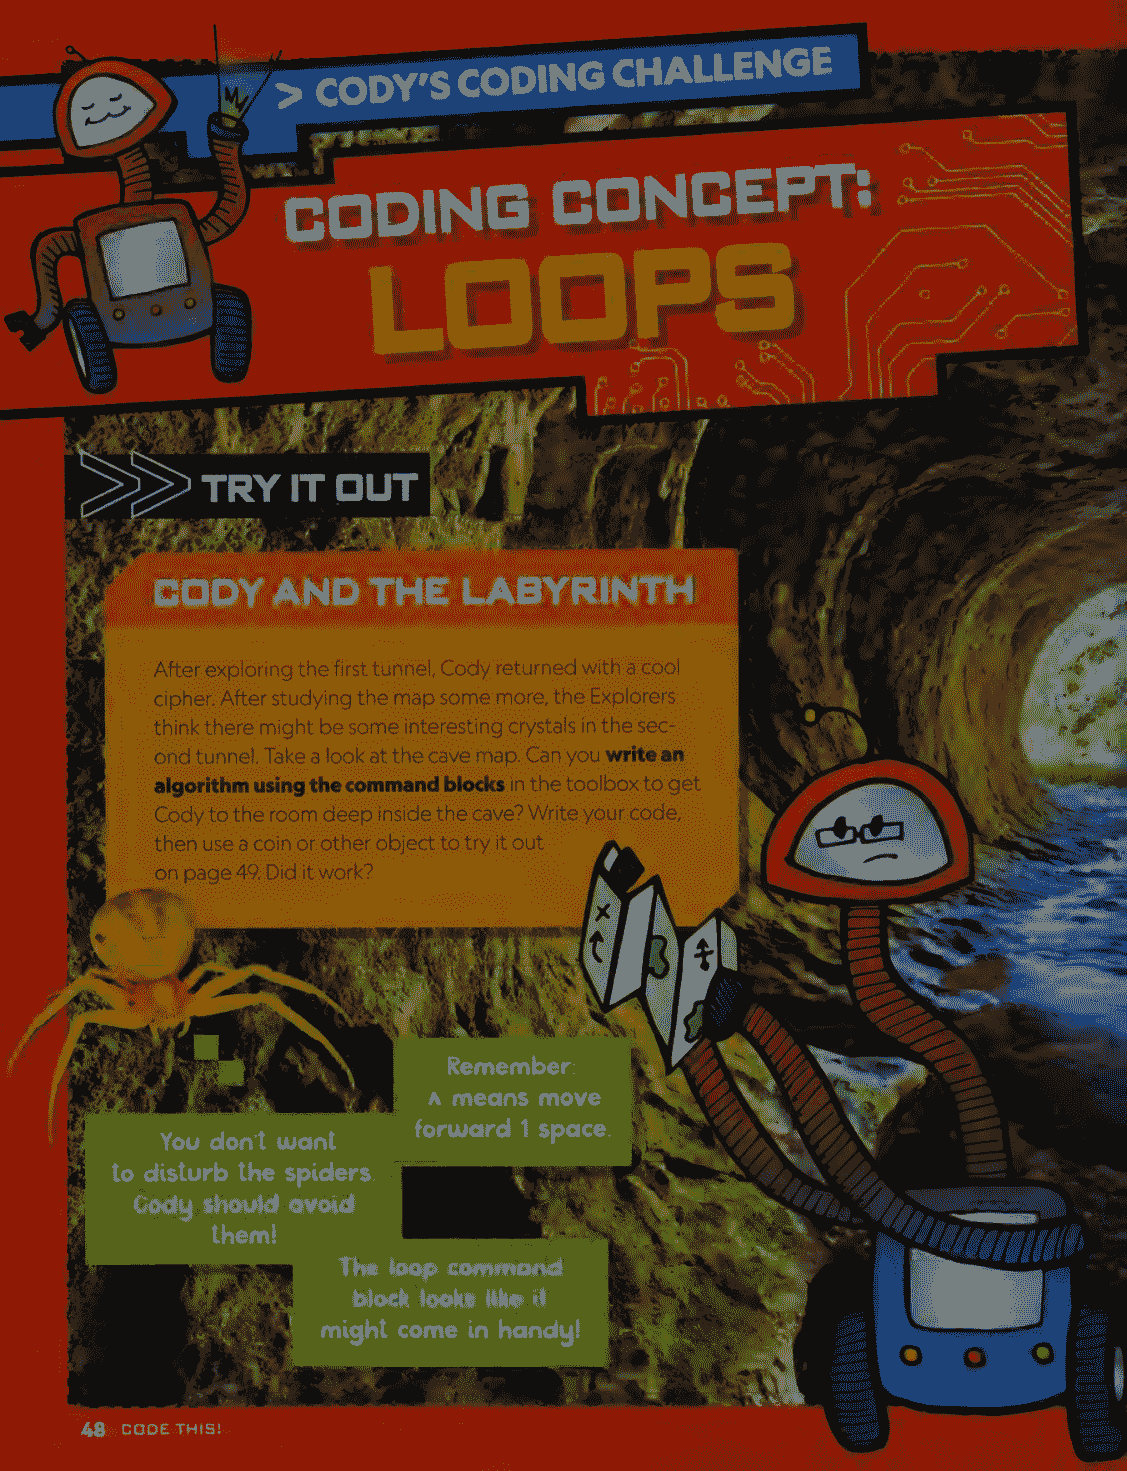 > CODY'S CODING CHALLENGE
CODING CONCEPT:
LOOPS
TRY IT OUT
CODY AND THE LABYRINTH
After exploring the first tunnel, Cody returned with a cool
cipher. After studying the map some more, the Explorers
think there might be some interesting crystals in the sec-
ond tunnel. Take a look at the cave map. Can you write an
algorithm using the command blocks in the toolbox to get
Cody to the room deep inside the cave? Write your code,
then use a coin or other object to try it out
on page 49. Did it work?
Remember:
∧ means move
forward 1 space.
You don't want
to disturb the spiders.
Cody should avoid
them!
The loop command
block looks like it
might come in handy!
48 CODE THIS!